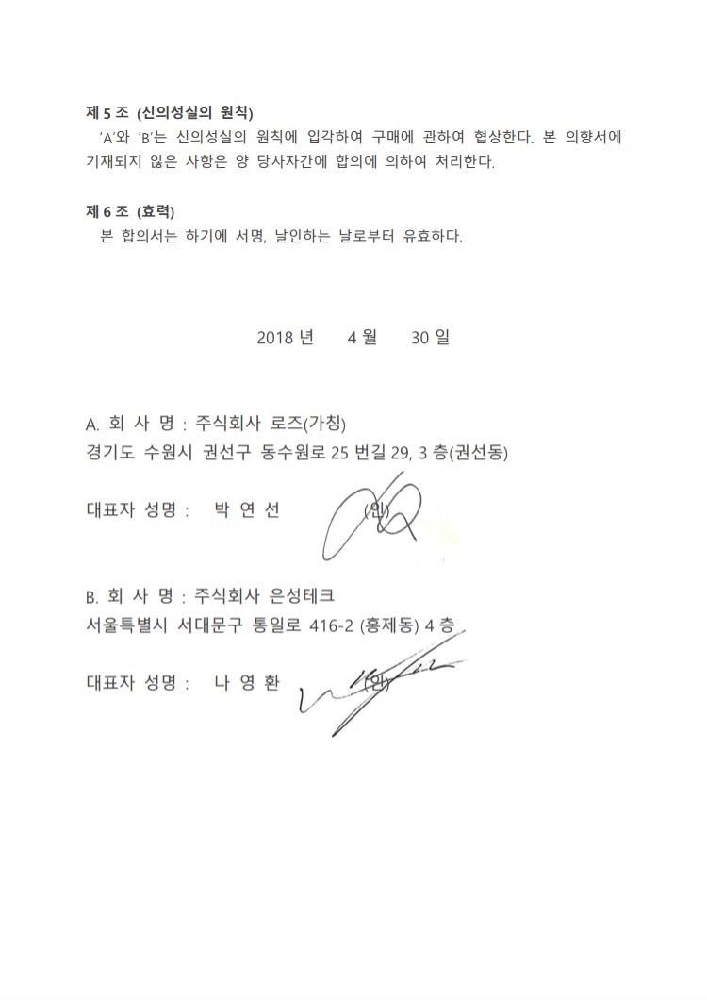 제 5 조 (신의성실의 원칙)
'A'와 'B'는 신의성실의 원칙에 입각하여 구매에 관하여 협상한다. 본 의향서에
기재되지 않은 사항은 양 당사자간에 합의에 의하여 처리한다.
제 6 조 (효력)
본 합의서는 하기에 서명, 날인하는 날로부터 유효하다.
2018 년 4 월 30 일
A. 회 사 명 : 주식회사 로즈(가칭)
경기도 수원시 권선구 동수원로 25 번길 29, 3 층(권선동)
대표자 성명 : 박 연 선 (인)
B. 회 사 명 : 주식회사 은성테크
서울특별시 서대문구 통일로 416-2 (홍제동) 4 층
대표자 성명 : 나 영 환 (인)